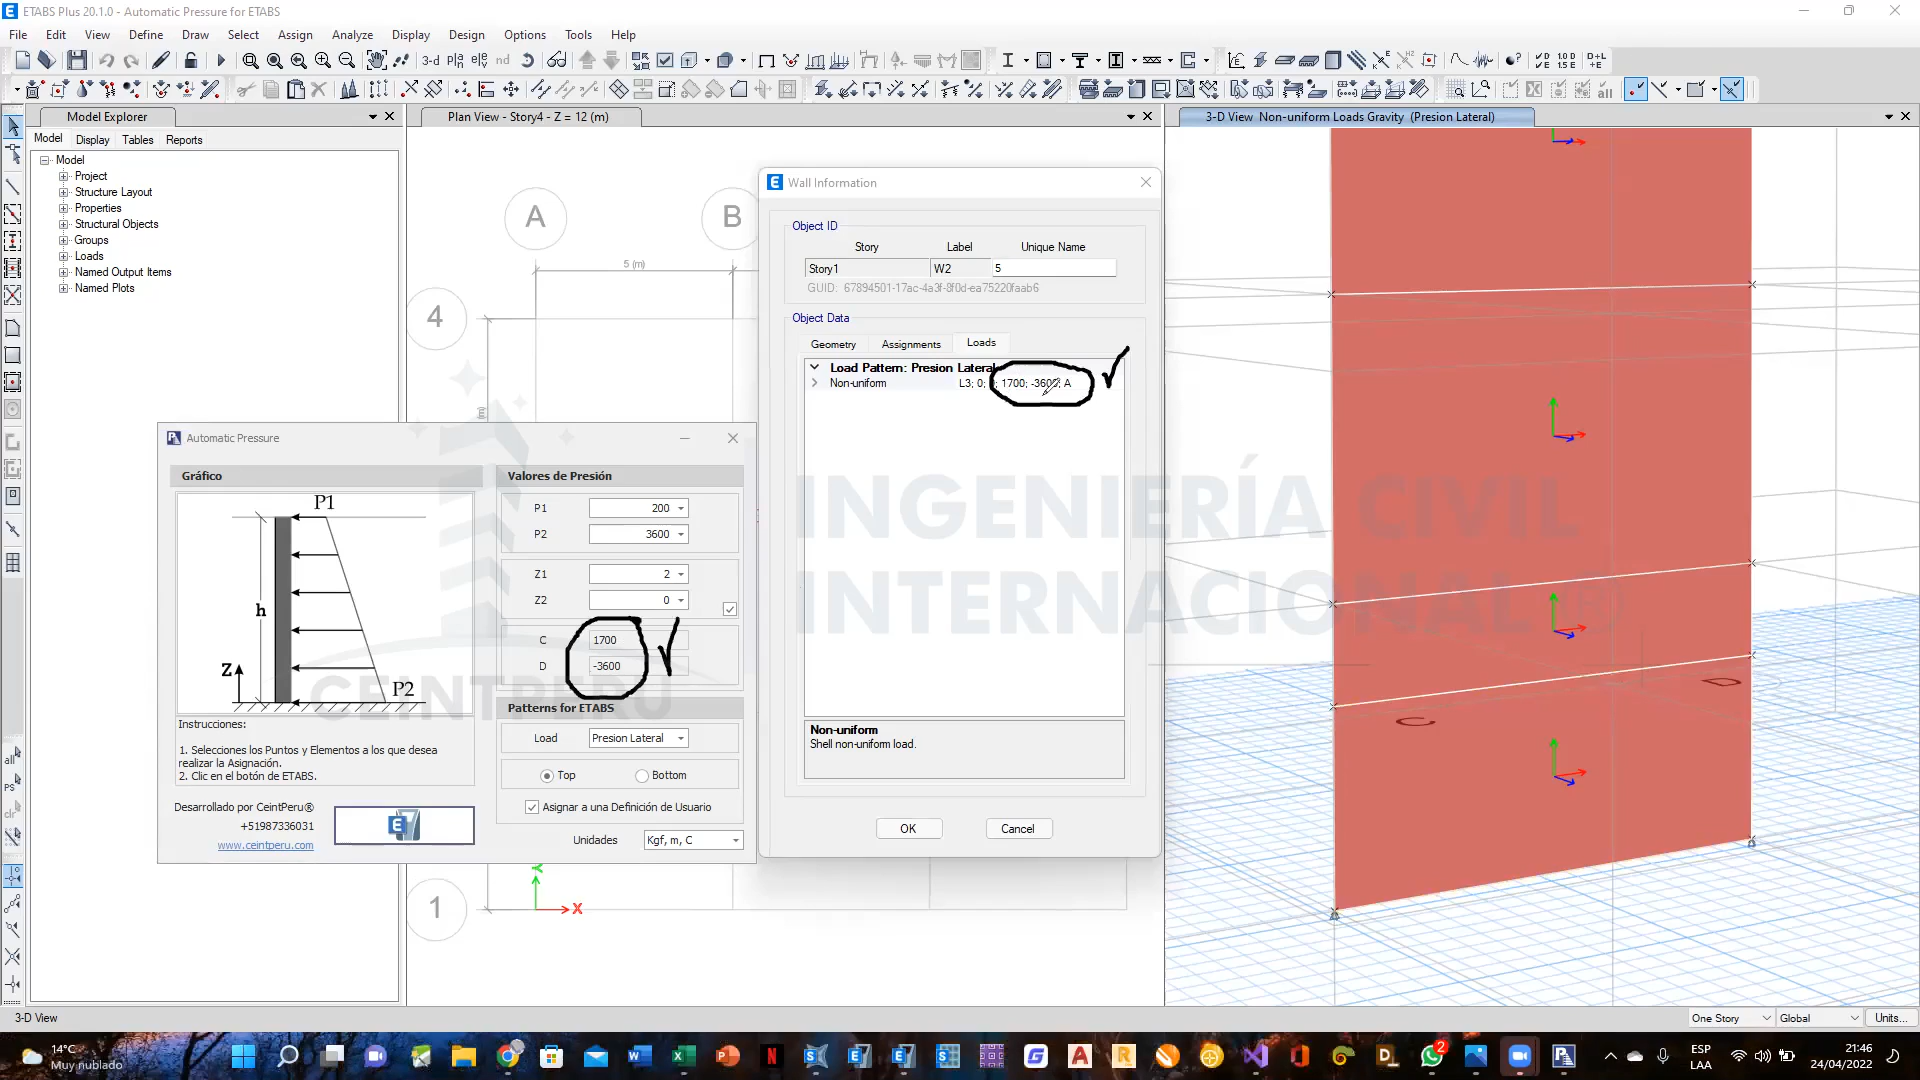 ETABS Plus 20.1.0 - Automatic Pressure for ETABS
File Edit View Define Draw Select Assign Analyze Display Design Options Tools Help
3-d
nd
Model Explorer
Plan View - Story4 - Z = 12 (m)
3-D View Non-uniform Loads Gravity (Presion Lateral)
Model Display Tables Reports
Model
Project
Structure Layout
Properties
Structural Objects
Groups
Loads
Named Output Items
Named Plots
A
B
5 (m)
4
(m)
1
X
Wall Information
Object ID
Story Label Unique Name
Story1 W2 5
GUID: 67894501-17ac-4a3f-8f0d-ea75220faab6
Object Data
Geometry Assignments Loads
Load Pattern: Presion Lateral
Non-uniform L3; 0; 1700; -3600; A
Non-uniform
Shell non-uniform load.
OK Cancel
Automatic Pressure
Gráfico
P1
h
Z
P2
Instrucciones:
1. Selecciones los Puntos y Elementos a los que desea
realizar la Asignación.
2. Clic en el botón de ETABS.
Desarrollado por CeintPeru®
+51987336031
www.ceintperu.com
Valores de Presión
P1 200
P2 3600
Z1 2
Z2 0
C 1700
D -3600
Patterns for ETABS
Load Presion Lateral
Top Bottom
Asignar a una Definición de Usuario
Unidades Kgf, m, C
INGENIERÍA CIVIL
INTERNACIONAL
CEINTPERU
C
D
all
PS
clr
all
3-D View
One Story Global Units...
14°C
Muy nublado
2
ESP
LAA
21:46
24/04/2022